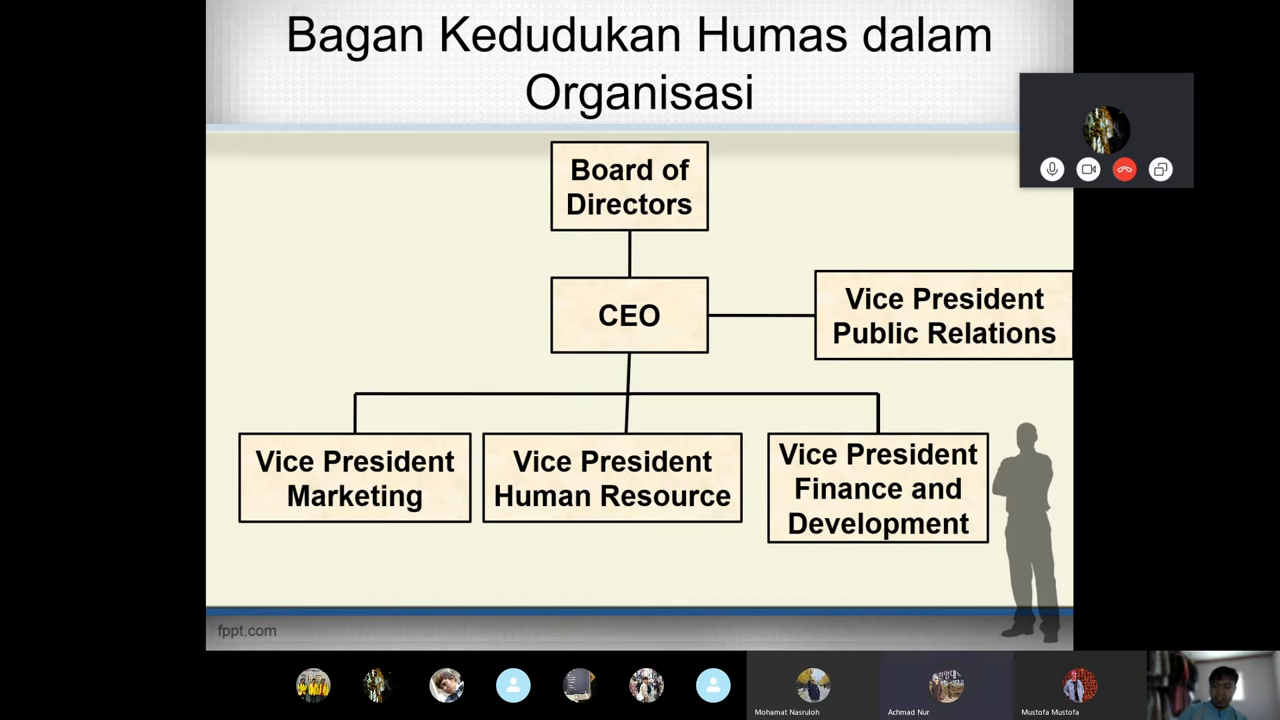 Bagan Kedudukan Humas dalam
Organisasi
Board of
Directors
CEO
Vice President
Public Relations
Vice President
Marketing
Vice President
Human Resource
Vice President
Finance and
Development
fppt.com
Mohamat Nasruloh
Achmad Nur
Mustofa Mustofa